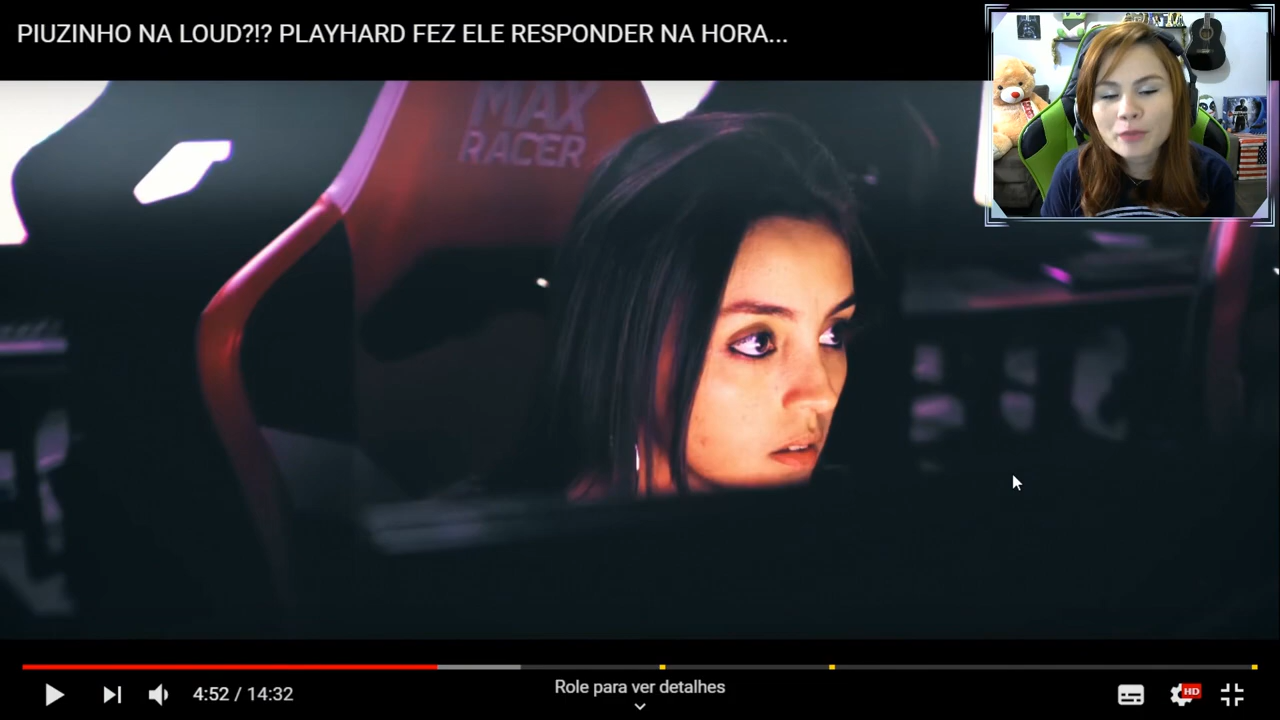 PIUZINHO NA LOUD?!? PLAYHARD FEZ ELE RESPONDER NA HORA...
MAX
RACER
4:52 / 14:32
Role para ver detalhes
HD